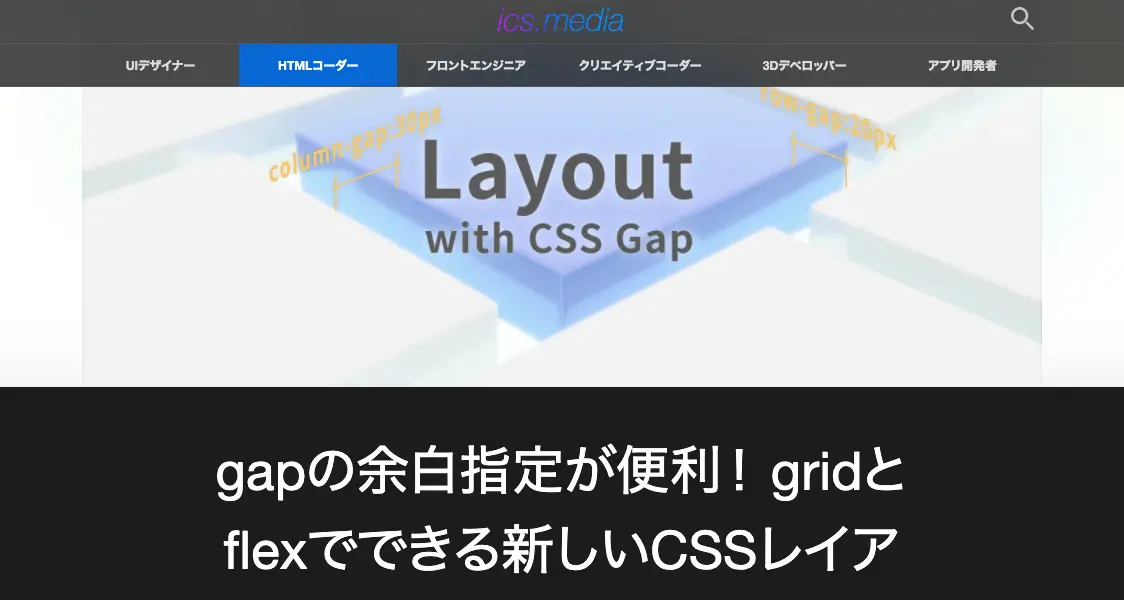 ics.media
UIデザイナー
HTMLコーダー
フロントエンジニア
クリエイティブコーダー
3Dデベロッパー
アプリ開発者
column-gap:30px
row-gap:20px
Layout
with CSS Gap
gapの余白指定が便利！gridと
flexでできる新しいCSSレイア